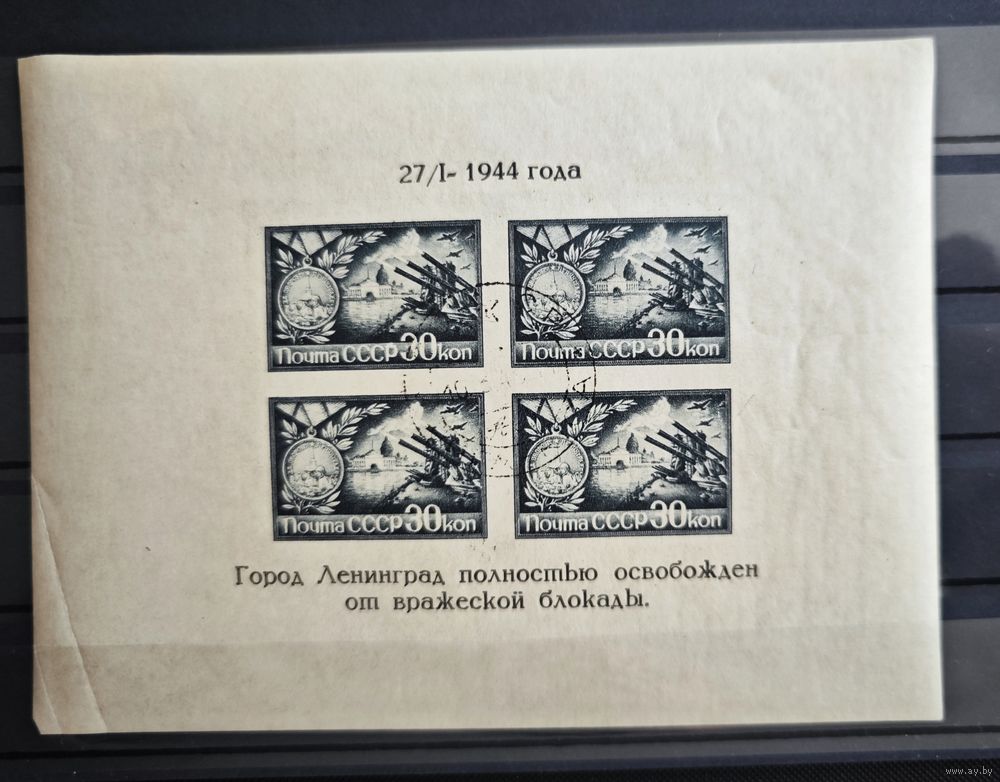 27/I- 1944 года
Почта СССР 30 коп
Почта СССР 30 коп
Почта СССР 30 коп
Почта СССР 30 коп
Город Ленинград полностью освобожден
от вражеской блокады.
www.ay.by